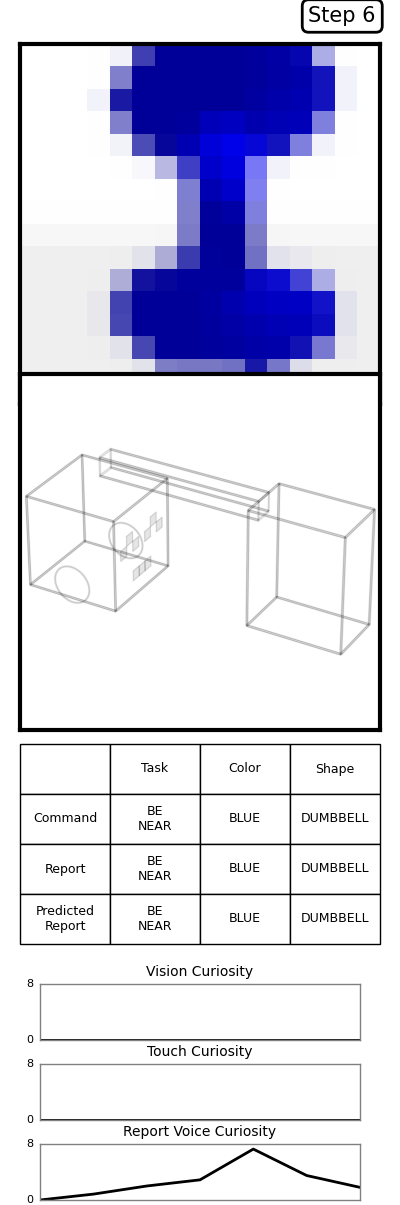 Step 6
Task Color Shape
Command BE NEAR BLUE DUMBBELL
Report BE NEAR BLUE DUMBBELL
Predicted Report BE NEAR BLUE DUMBBELL
Vision Curiosity
8
0
Touch Curiosity
8
0
Report Voice Curiosity
8
0